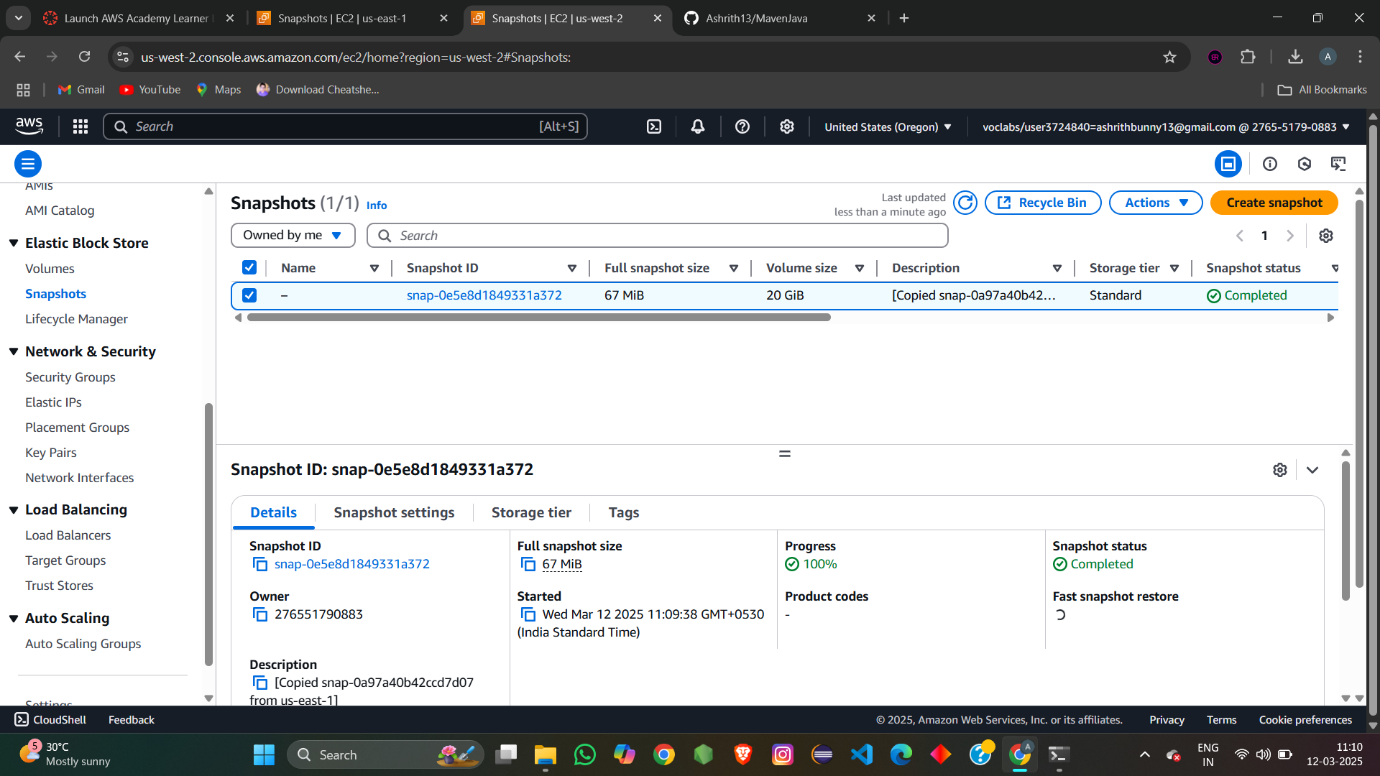 Launch AWS Academy Learner
Snapshots | EC2 | us-east-1
Snapshots | EC2 | us-west-2
Ashrith13/MavenJava
us-west-2.console.aws.amazon.com/ec2/home?region=us-west-2#Snapshots:
A
Gmail
YouTube
Maps
Download Cheatshe...
All Bookmarks
aws
Search
[Alt+S]
United States (Oregon)
voclabs/user3724840=ashrithbunny13@gmail.com @ 2765-5179-0883
AMIs
AMI Catalog
Elastic Block Store
Volumes
Snapshots
Lifecycle Manager
Network & Security
Security Groups
Elastic IPs
Placement Groups
Key Pairs
Network Interfaces
Load Balancing
Load Balancers
Target Groups
Trust Stores
Auto Scaling
Auto Scaling Groups
Settings
Snapshots (1/1) Info
Last updated
less than a minute ago
Recycle Bin
Actions
Create snapshot
Owned by me
Search
1
Name
Snapshot ID
Full snapshot size
Volume size
Description
Storage tier
Snapshot status
–
snap-0e5e8d1849331a372
67 MiB
20 GiB
[Copied snap-0a97a40b42...
Standard
Completed
Snapshot ID: snap-0e5e8d1849331a372
Details
Snapshot settings
Storage tier
Tags
Snapshot ID
snap-0e5e8d1849331a372
Full snapshot size
67 MiB
Progress
100%
Snapshot status
Completed
Owner
276551790883
Started
Wed Mar 12 2025 11:09:38 GMT+0530
(India Standard Time)
Product codes
-
Fast snapshot restore
Description
[Copied snap-0a97a40b42ccd7d07
from us-east-1]
CloudShell
Feedback
© 2025, Amazon Web Services, Inc. or its affiliates.
Privacy
Terms
Cookie preferences
5
30°C
Mostly sunny
Search
A
ENG
IN
11:10
12-03-2025